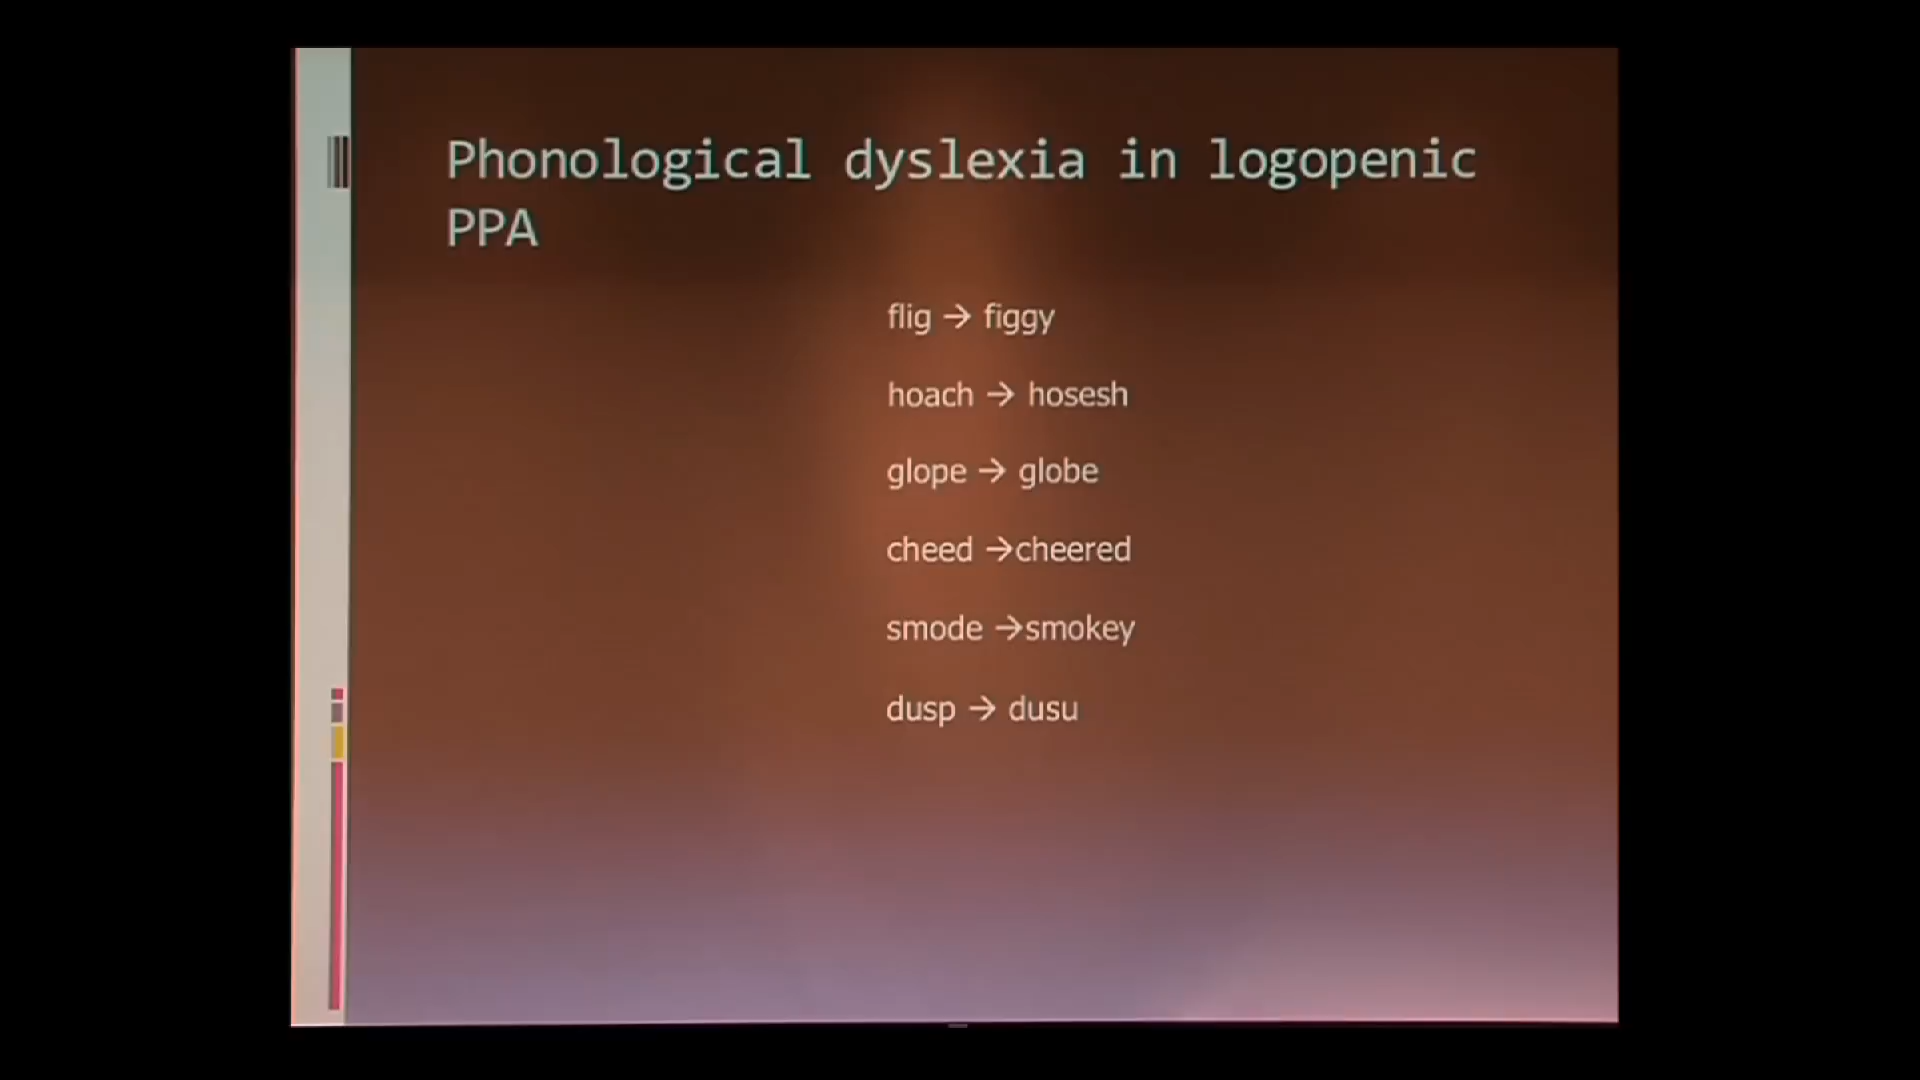 Phonological dyslexia in logopenic
PPA
flig → figgy
hoach → hosesh
glope → globe
cheed →cheered
smode →smokey
dusp → dusu